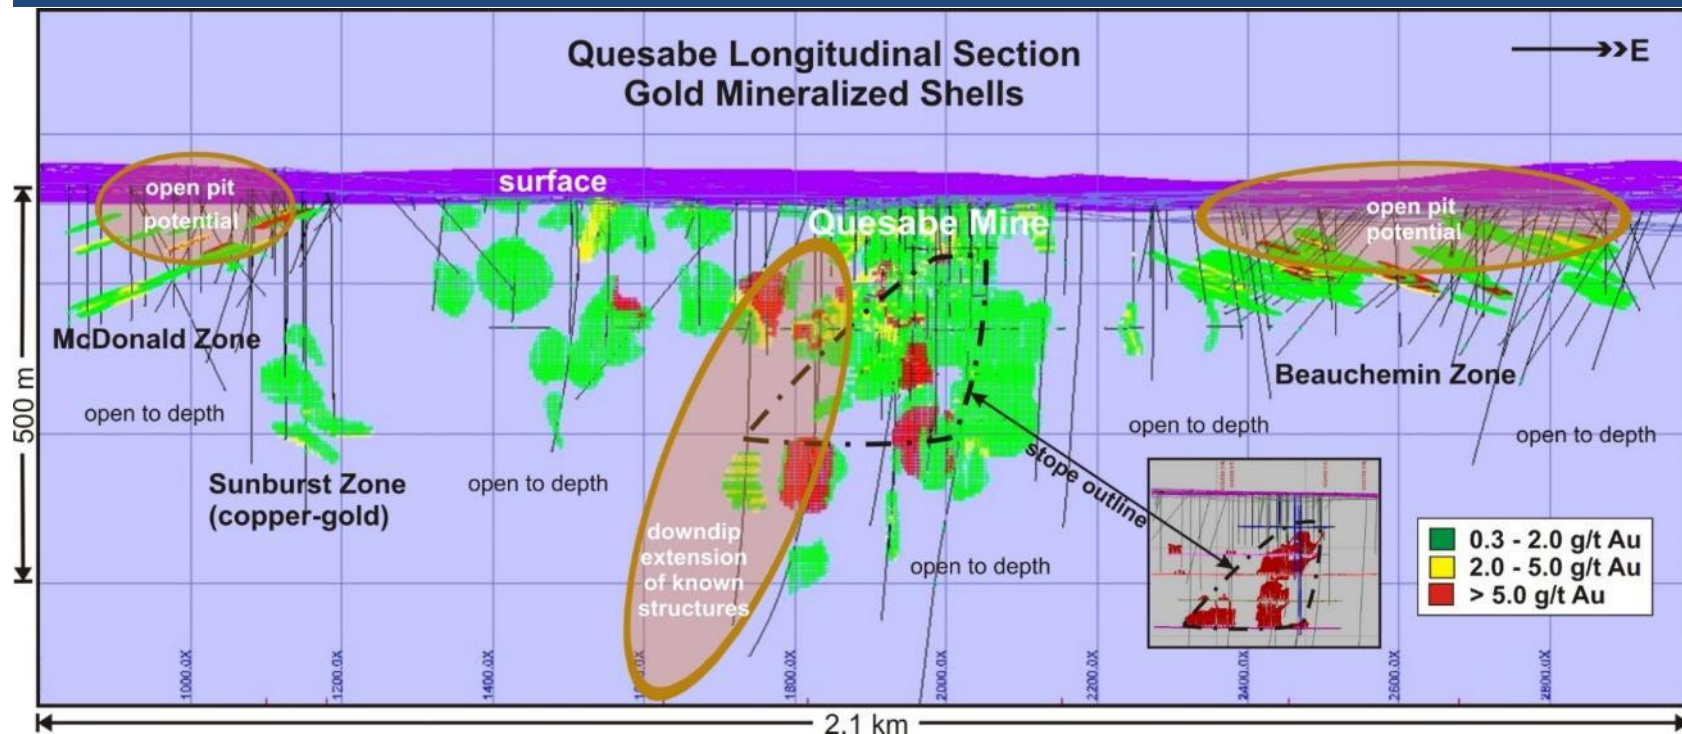 Quesabe Longitudinal Section
Gold Mineralized Shells
E
open pit
potential
surface
Quesabe Mine
open pit
potential
McDonald Zone
open to depth
Sunburst Zone
(copper-gold)
open to depth
downdip
extension
of known
structures
open to depth
stope outline
Beauchemin Zone
open to depth
open to depth
0.3 - 2.0 g/t Au
2.0 - 5.0 g/t Au
> 5.0 g/t Au
500 m
1000.0X
1200.0X
1400.0X
1800.0X
2000.0X
2200.0X
2400.0X
2600.0X
2800.0X
2.1 km